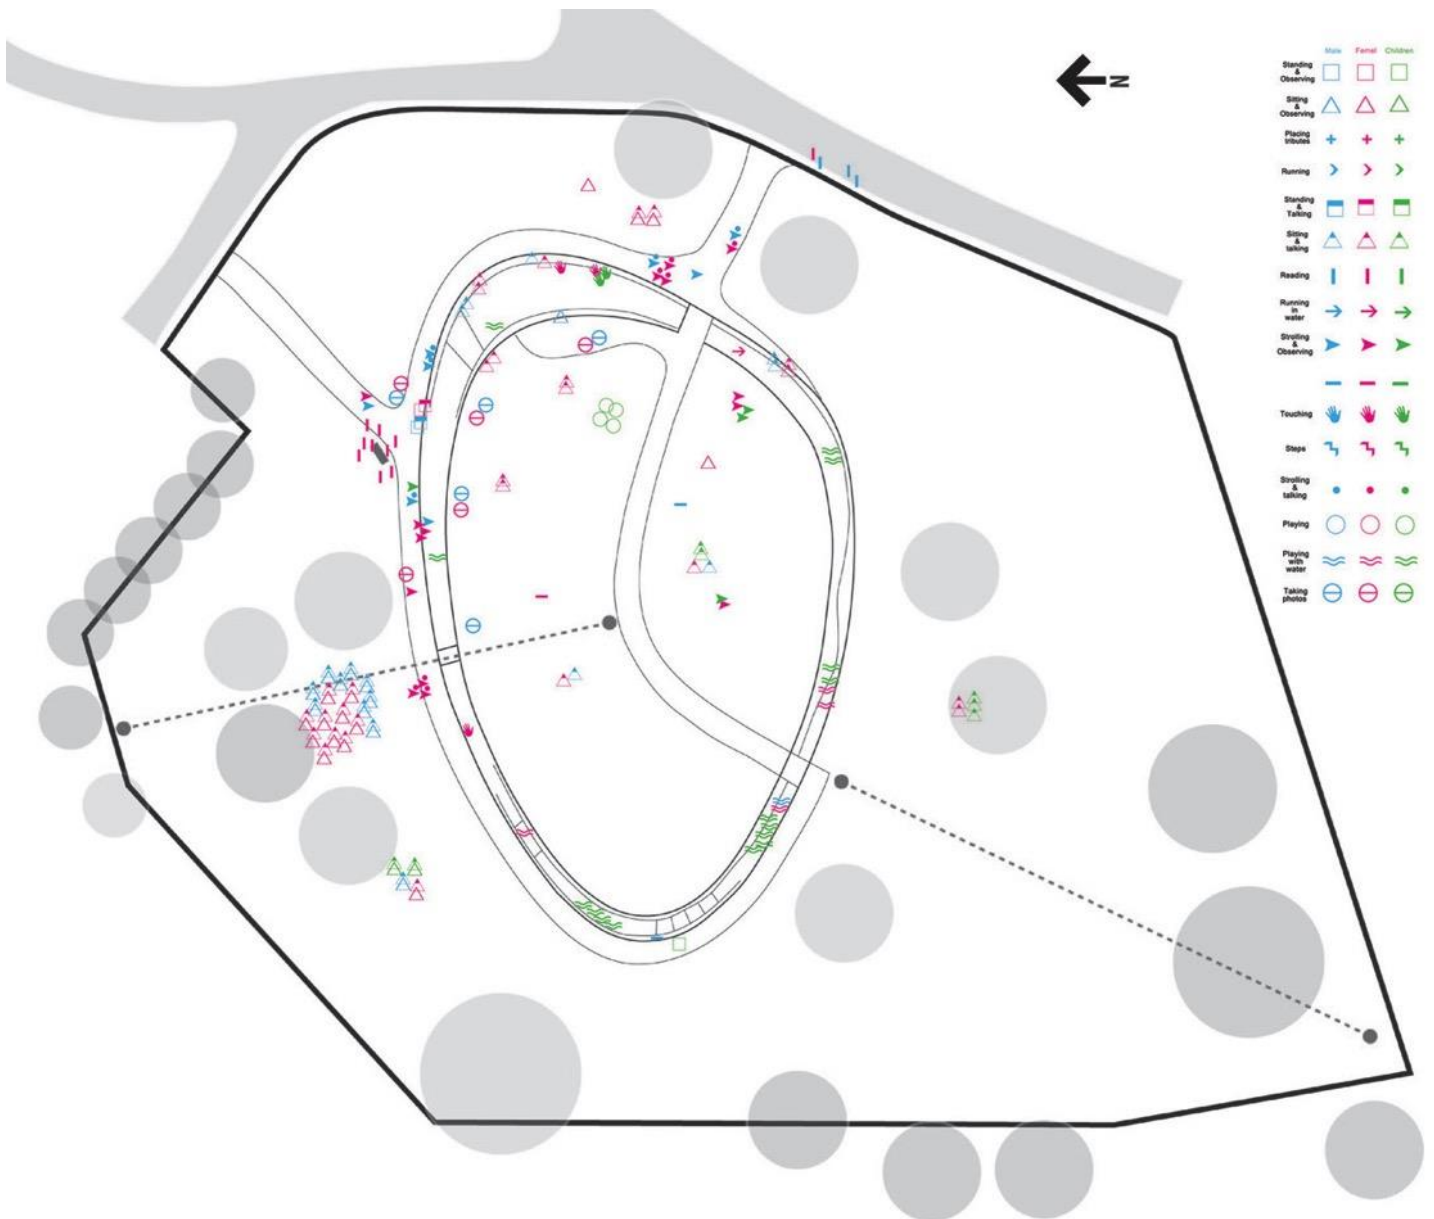 N
Male Femel Children
Standing
&
Observing
Sitting
&
Observing
Placing
tributes
Running
Standing
&
Talking
Sitting
&
talking
Reading
Running
in
water
Strolling
&
Observing
Touching
Steps
Strolling
&
talking
Playing
Playing
with
water
Taking
photos